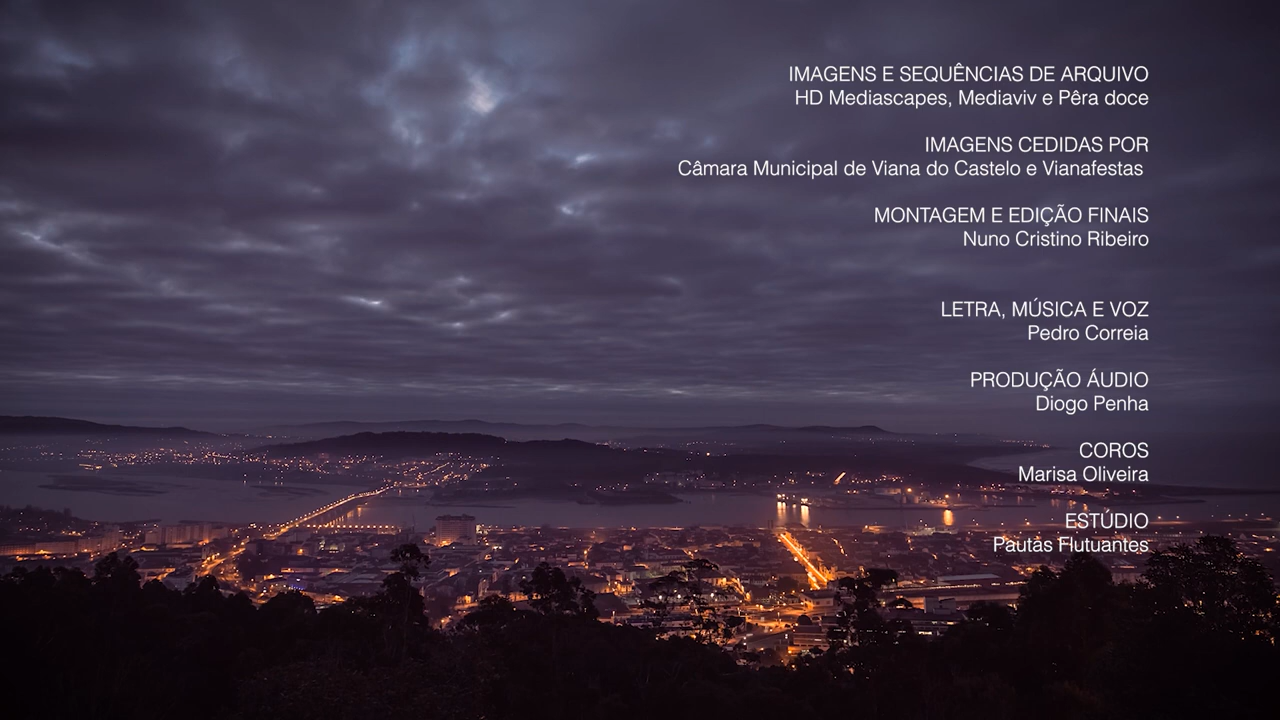 IMAGENS E SEQUÊNCIAS DE ARQUIVO
HD Mediascapes, Mediaviv e Pêra doce
IMAGENS CEDIDAS POR
Câmara Municipal de Viana do Castelo e Vianafestas
MONTAGEM E EDIÇÃO FINAIS
Nuno Cristino Ribeiro
LETRA, MÚSICA E VOZ
Pedro Correia
PRODUÇÃO ÁUDIO
Diogo Penha
COROS
Marisa Oliveira
ESTÚDIO
Pautas Flutuantes